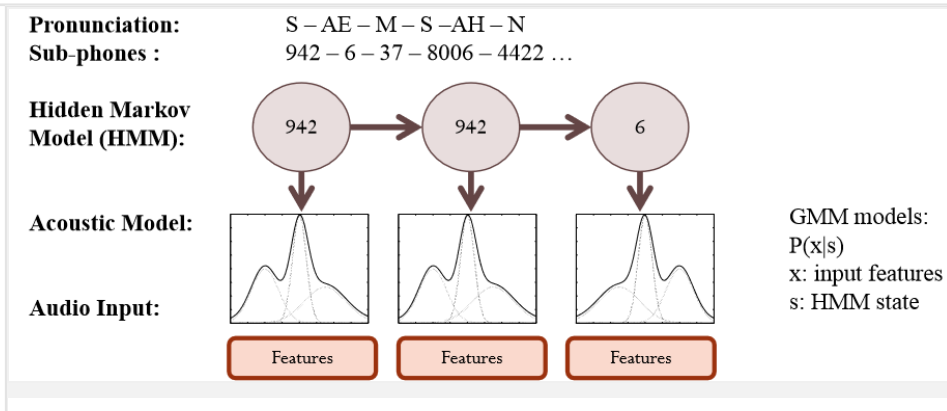 Pronunciation: S – AE – M – S –AH – N
Sub-phones : 942 – 6 – 37 – 8006 – 4422 …
Hidden Markov
Model (HMM):
942 942 6
Acoustic Model:
GMM models:
P(x|s)
x: input features
s: HMM state
Audio Input:
Features Features Features